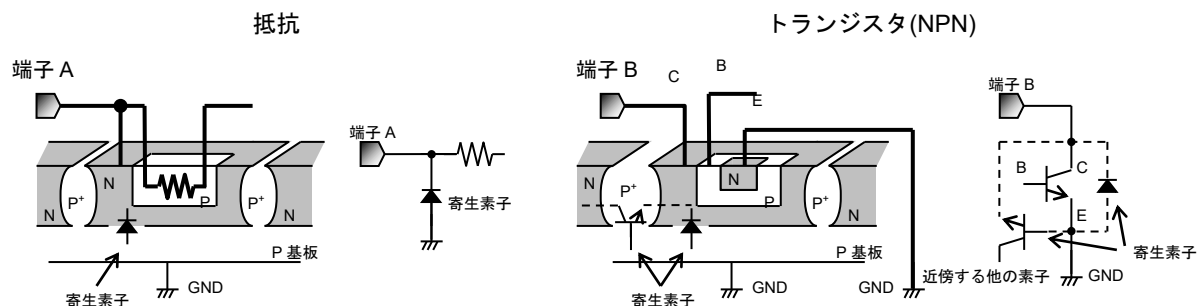 抵抗
トランジスタ(NPN)
端子 A
端子 B
C
B
E
端子 B
端子 A
B
C
N
P
N
P+
P+
N
N
P+
N
P+
P
N
N
寄生素子
E
P 基板
寄生素子
GND
GND
GND
寄生素子
近傍する他の素子
GND
寄生素子